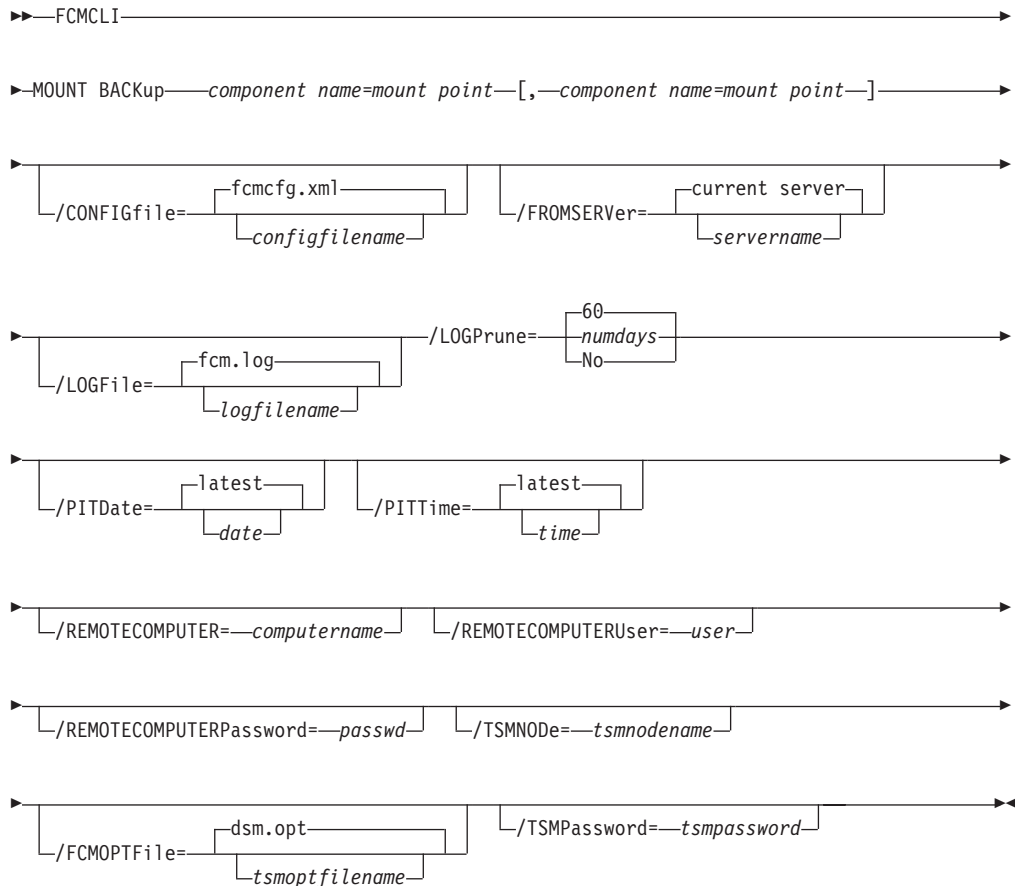 FCMCLI
MOUNT BACKup component name=mount point [, component name=mount point ]
fcmcfg.xml current server
/CONFIGfile= configfilename /FROMSERVer= servername
60
/LOGPrune= numdays
fcm.log No
/LOGFile= logfilename
latest latest
/PITDate= date /PITTime= time
/REMOTECOMPUTER= computername /REMOTECOMPUTERUser= user
/REMOTECOMPUTERPassword= passwd /TSMNODe= tsmnodename
dsm.opt /TSMPassword= tsmpassword
/FCMOPTFile= tsmoptfilename